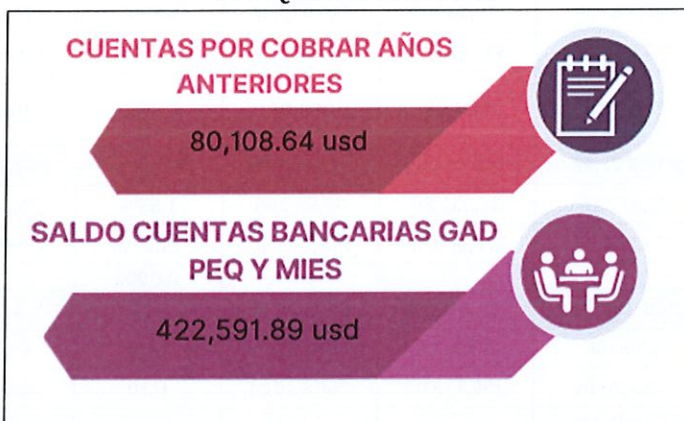 CUENTAS POR COBRAR AÑOS
ANTERIORES
80,108.64 usd
SALDO CUENTAS BANCARIAS GAD
PEQ Y MIES
422,591.89 usd